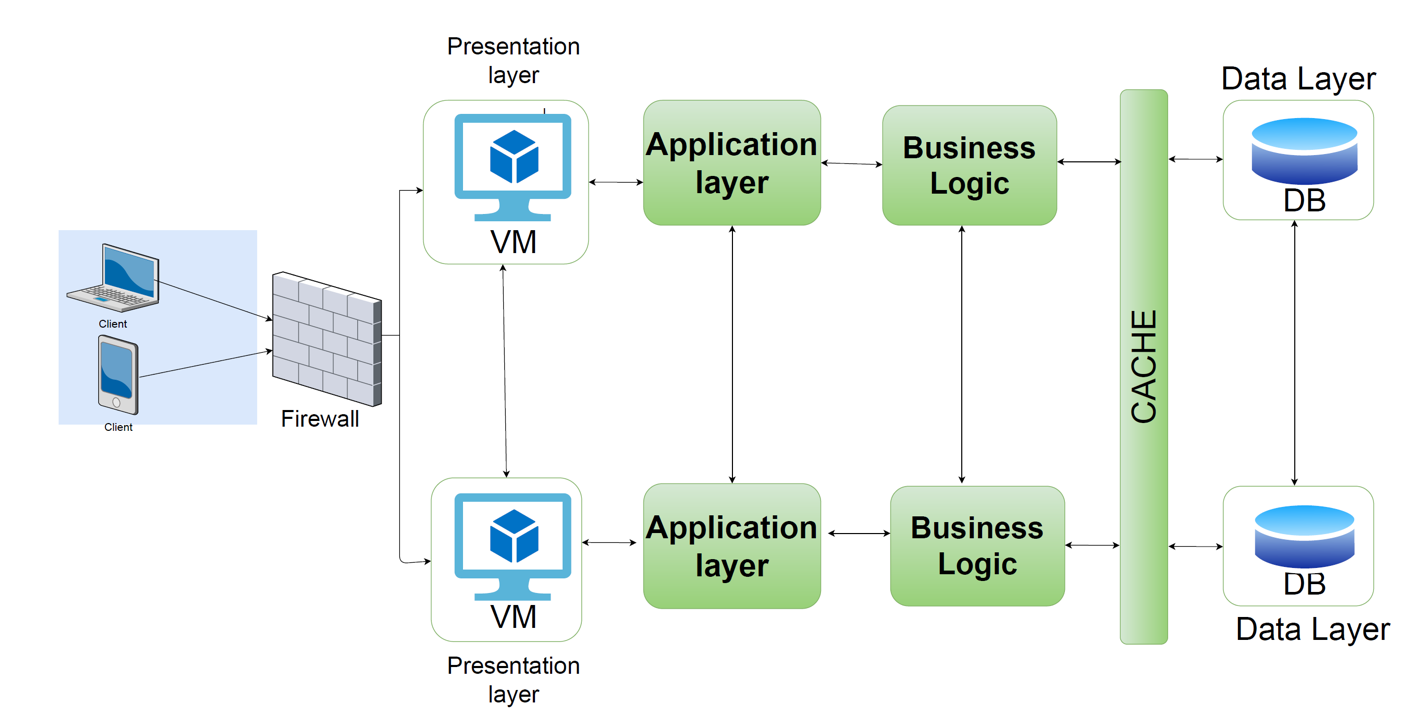 Presentation
layer
VM
Application
layer
Business
Logic
CACHE
Data Layer
DB
Client
Client
Firewall
VM
Presentation
layer
Application
layer
Business
Logic
DB
Data Layer